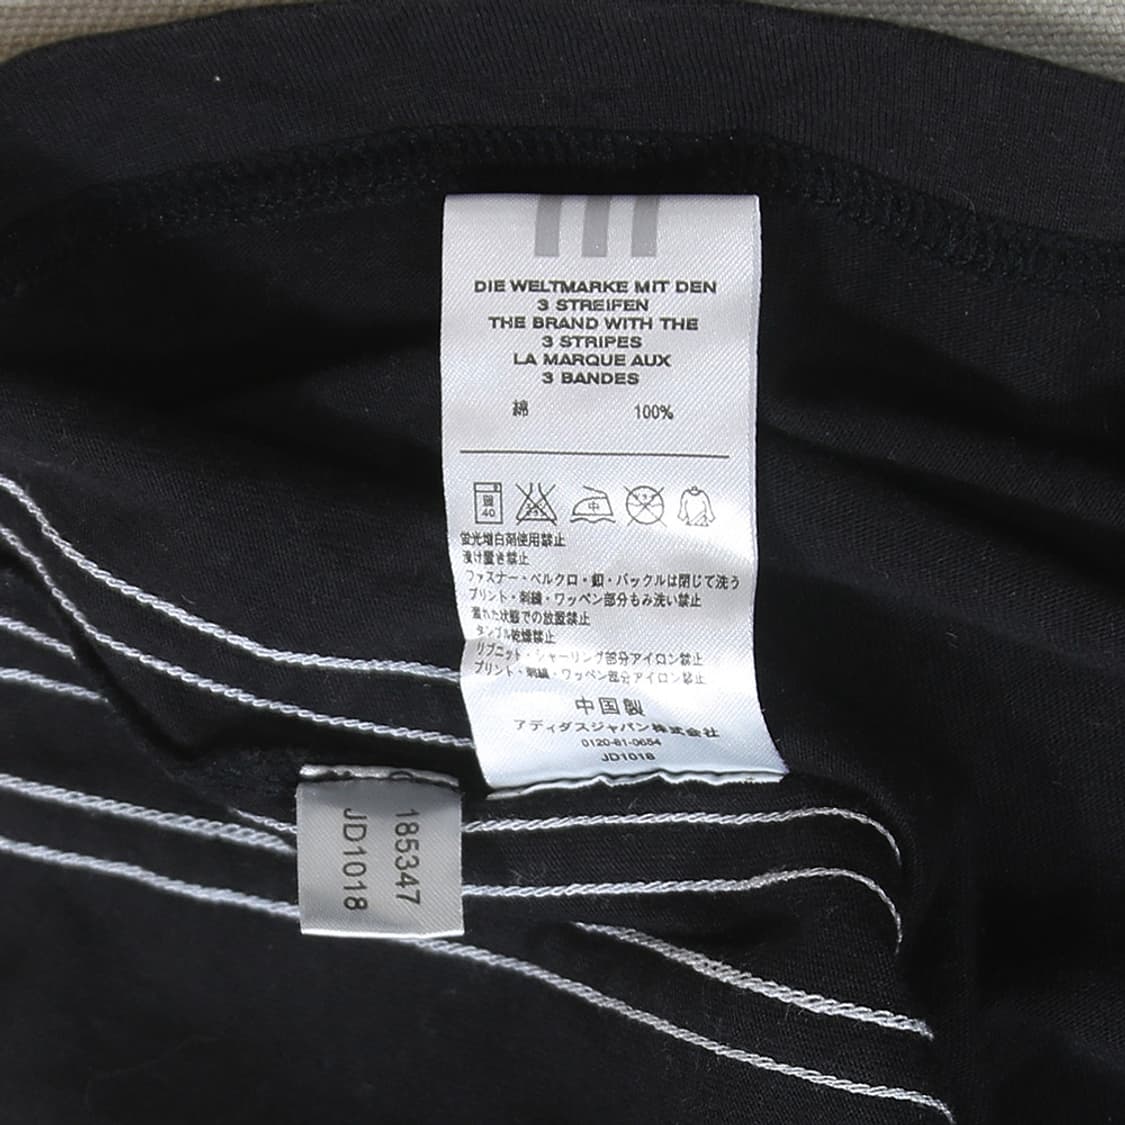 DIE WELTMARKE MIT DEN
3 STREIFEN
THE BRAND WITH THE
3 STRIPES
LA MARQUE AUX
3 BANDES
綿 100%
40
中
蛍光増白剤使用禁止
漬け置き禁止
ファスナー・ベルクロ・釦・バックルは閉じて洗う
プリント・刺繍・ワッペン部分もみ洗い禁止
濡れた状態での放置禁止
タンブル乾燥禁止
リブニット・シャーリング部分アイロン禁止
プリント・刺繍・ワッペン部分アイロン禁止
中国製
アディダスジャパン株式会社
0120-81-0654
JD1018
185347
JD1018